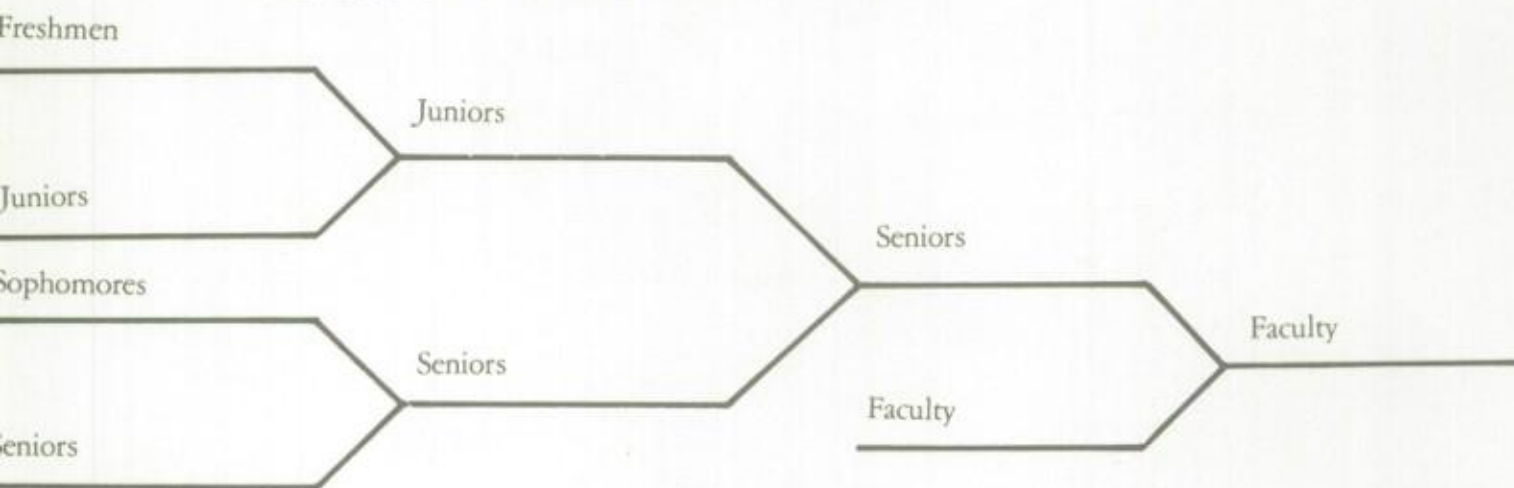 Freshmen
Juniors
Juniors
Sophomores
Seniors
Seniors
Seniors
Faculty
Faculty